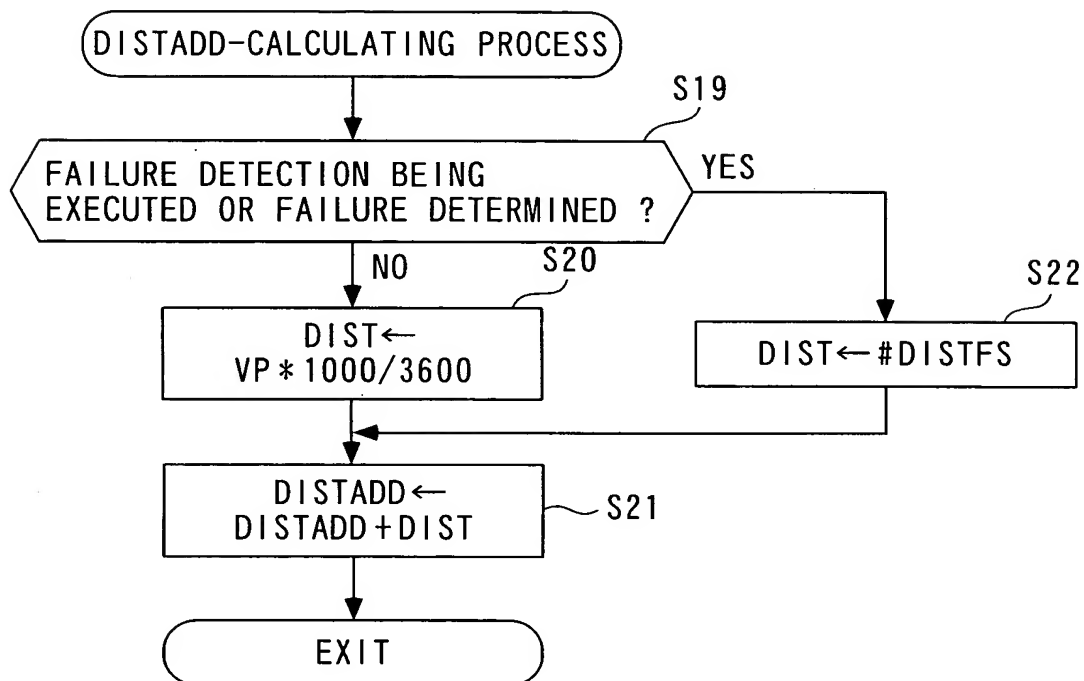 DISTADD-CALCULATING PROCESS
S19
FAILURE DETECTION BEING
EXECUTED OR FAILURE DETERMINED ?
YES
NO
S20
S22
DIST←
VP*1000/3600
DIST←#DISTFS
DISTADD←
DISTADD+DIST
S21
EXIT